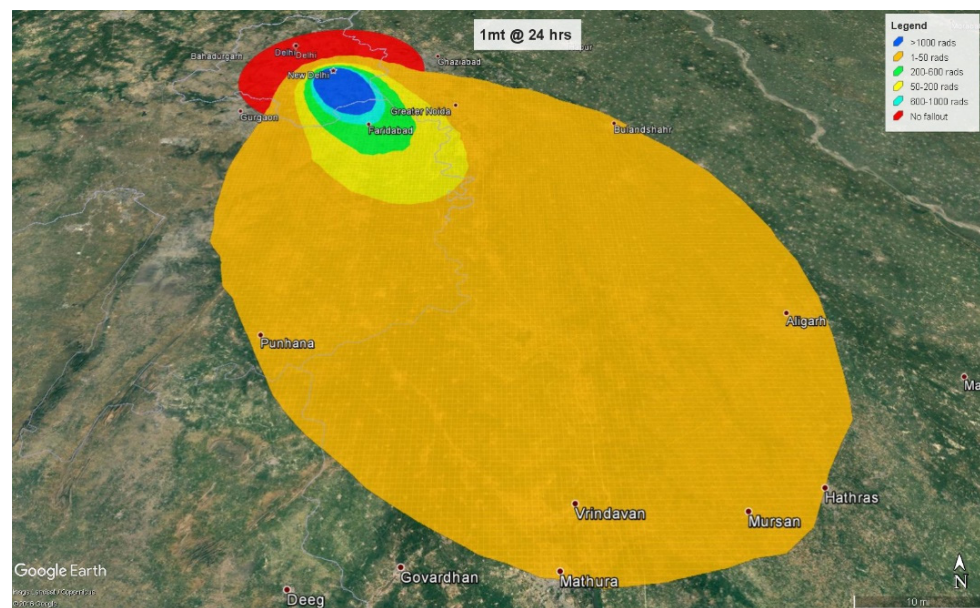 1mt @ 24 hrs
Legend
>1000 rads
1-50 rads
200-600 rads
50-200 rads
600-1000 rads
No fallout
Bahadurgarh
Delhi
Delhi
Ghaziabad
New Delhi
Gurgaon
Greater Noida
Faridabad
Bulandshahr
Punhana
Aligarh
Ma
Hathras
Vrindavan
Mursan
Govardhan
Mathura
Deeg
Google Earth
N
10 m